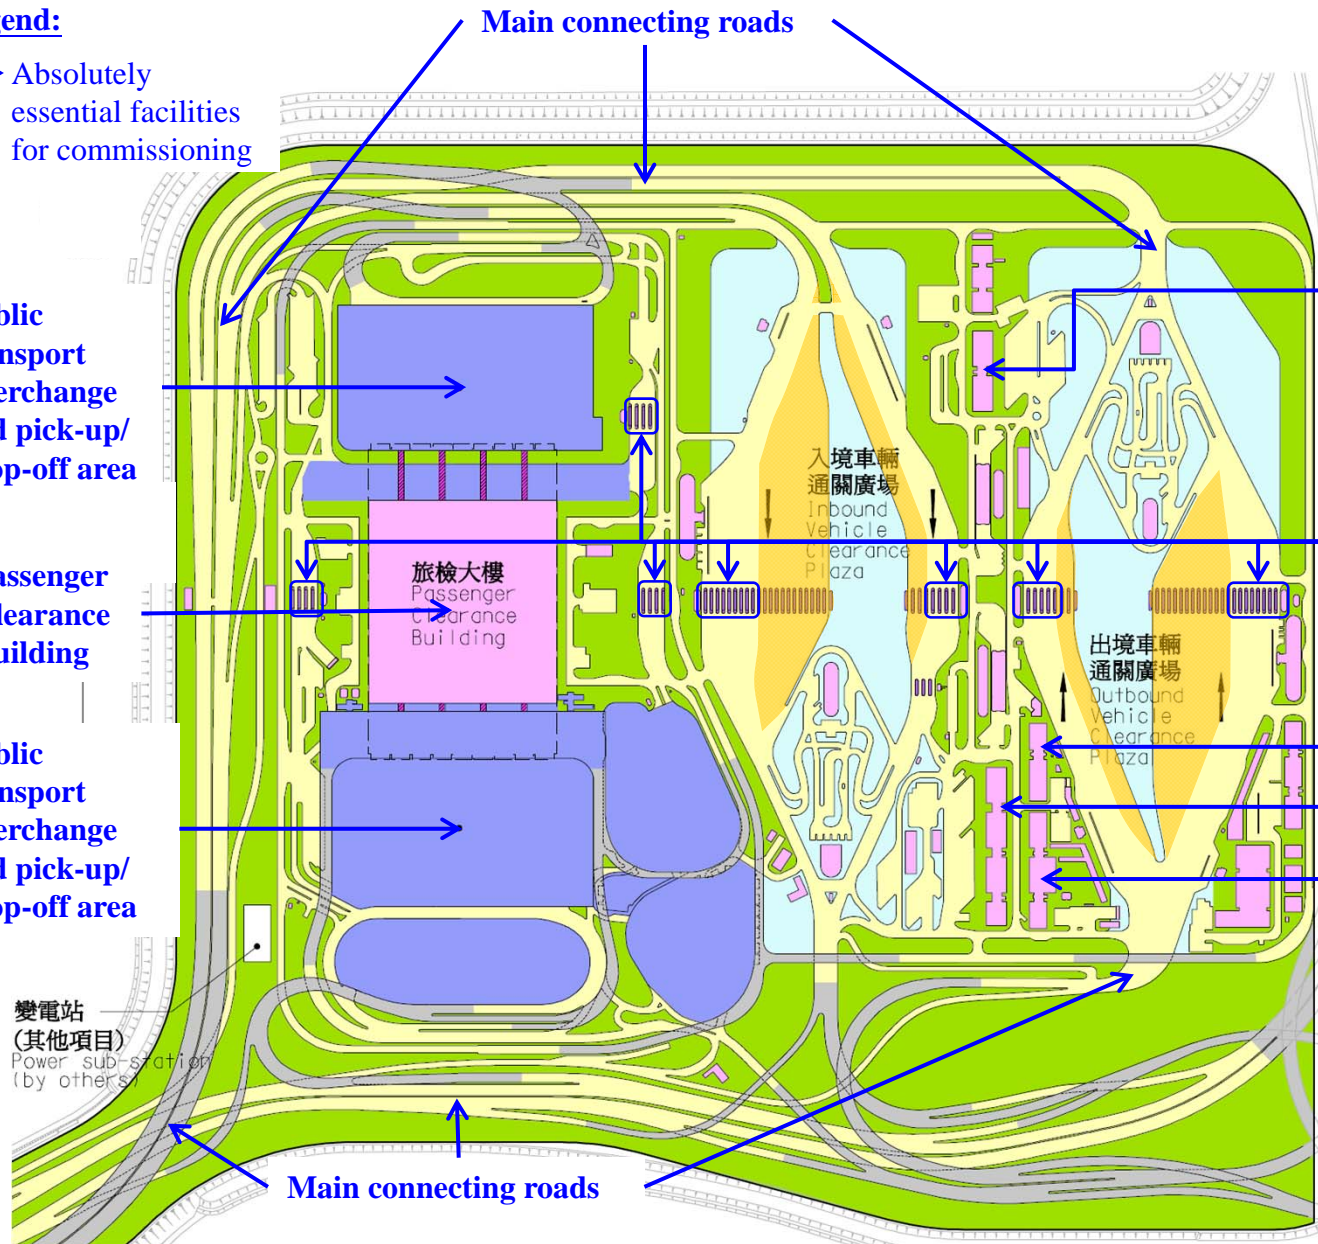 gend:
Absolutely
essential facilities
for commissioning
Main connecting roads
blic
nsport
erchange
d pick-up/
op-off area
入境車輛
通關廣場
Inbound
Vehicle
Clearance
Plaza
旅檢大樓
Passenger
Clearance
Building
assenger
learance
uilding
出境車輛
通關廣場
Outbound
Vehicle
Clearance
Plaza
blic
nsport
erchange
d pick-up/
op-off area
變電站
(其他項目)
Power sub-station
(by others)
Main connecting roads